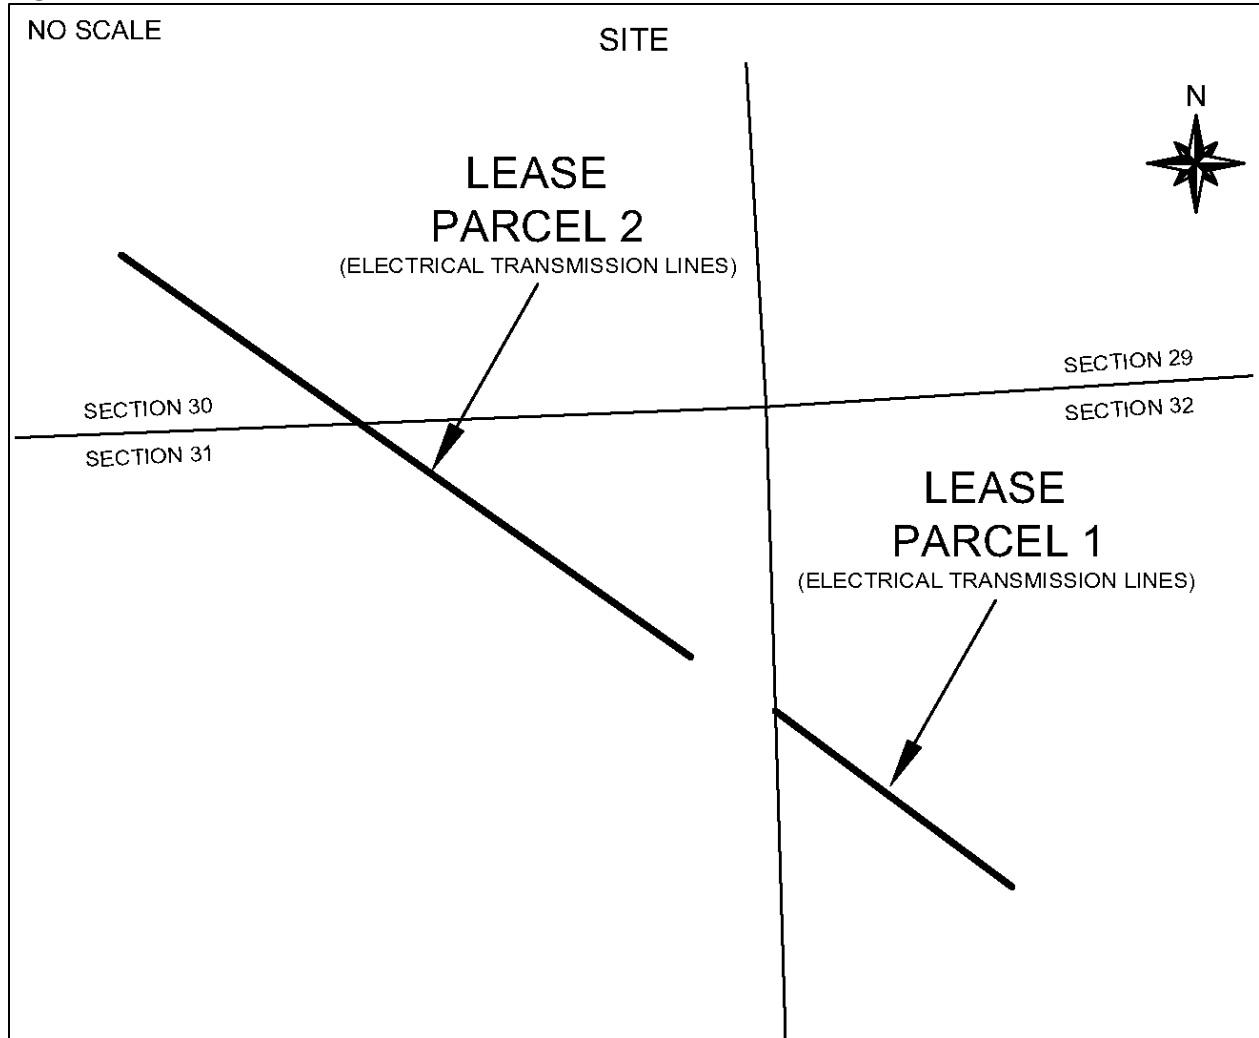 NO SCALE
SITE
N
LEASE
PARCEL 2
(ELECTRICAL TRANSMISSION LINES)
SECTION 29
SECTION 30
SECTION 32
SECTION 31
LEASE
PARCEL 1
(ELECTRICAL TRANSMISSION LINES)